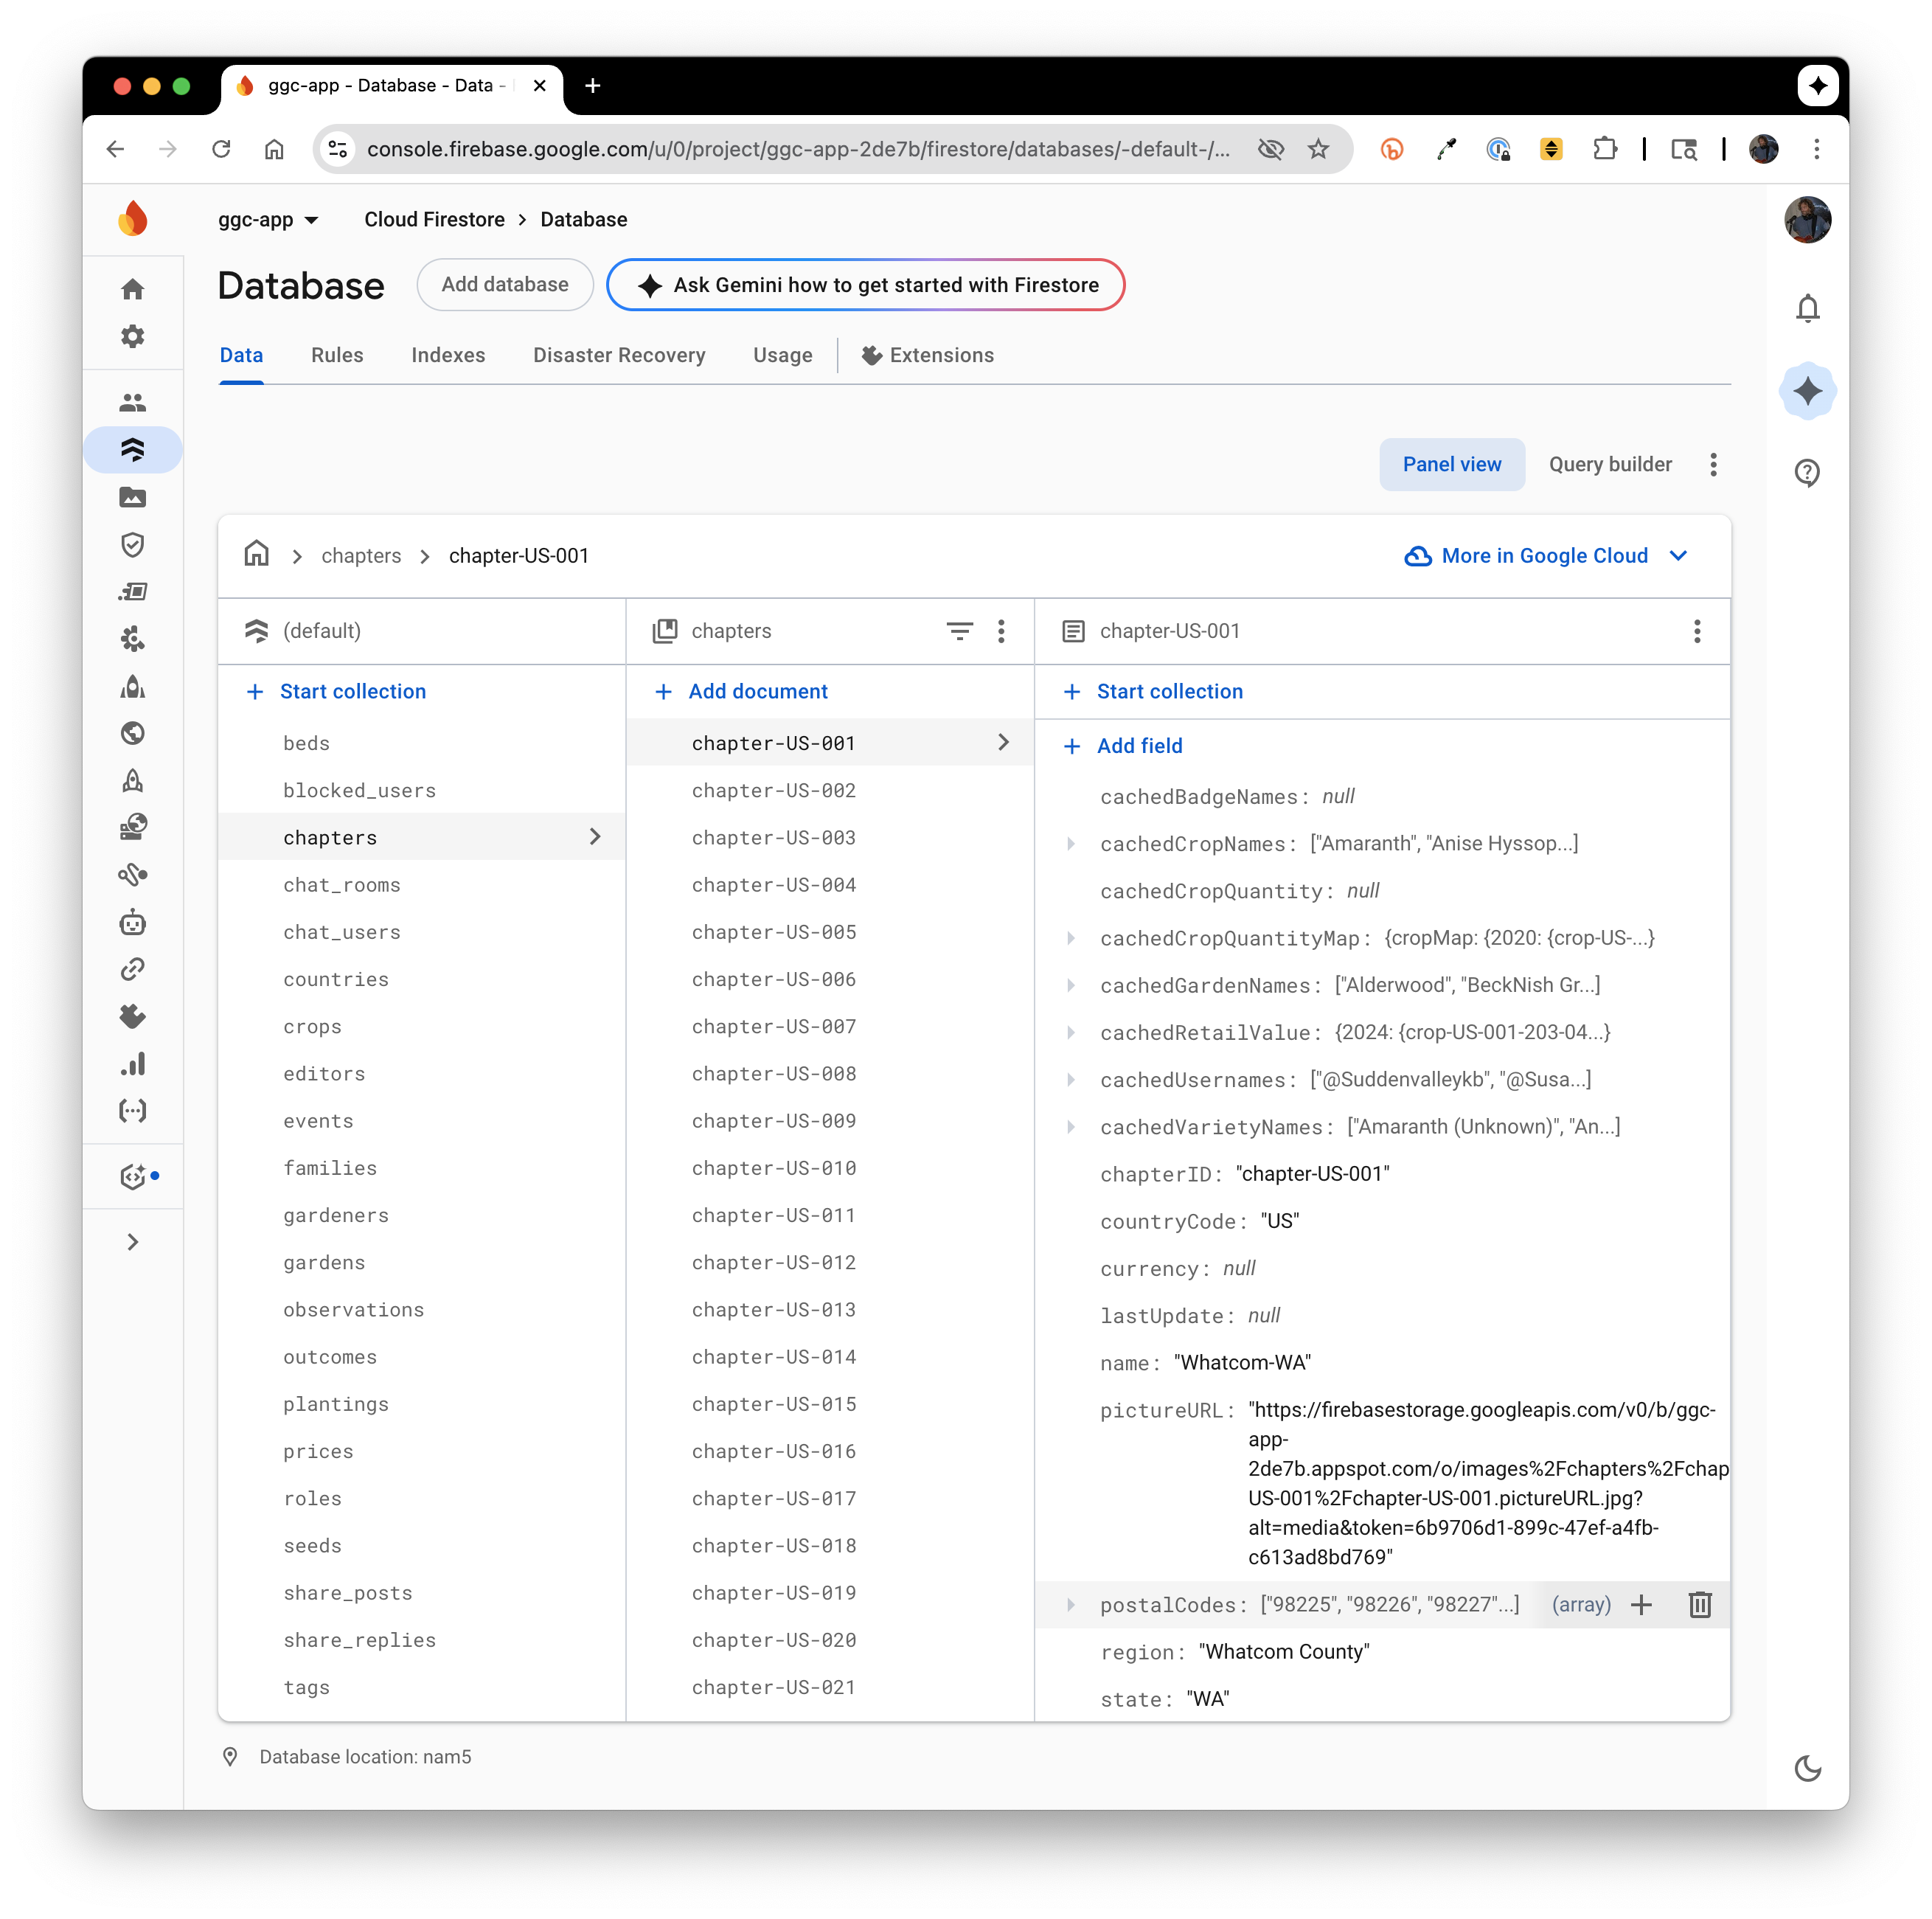 ggc-app - Database - Data -
console.firebase.google.com/u/0/project/ggc-app-2de7b/firestore/databases/-default-/...
ggc-app
Cloud Firestore > Database
Database
Add database
Ask Gemini how to get started with Firestore
Data
Rules
Indexes
Disaster Recovery
Usage
Extensions
Panel view
Query builder
chapters
chapter-US-001
More in Google Cloud
(default)
+ Start collection
beds
blocked_users
chapters
chat_rooms
chat_users
countries
crops
editors
events
families
gardeners
gardens
observations
outcomes
plantings
prices
roles
seeds
share_posts
share_replies
tags
chapters
+ Add document
chapter-US-001
chapter-US-002
chapter-US-003
chapter-US-004
chapter-US-005
chapter-US-006
chapter-US-007
chapter-US-008
chapter-US-009
chapter-US-010
chapter-US-011
chapter-US-012
chapter-US-013
chapter-US-014
chapter-US-015
chapter-US-016
chapter-US-017
chapter-US-018
chapter-US-019
chapter-US-020
chapter-US-021
chapter-US-001
+ Start collection
+ Add field
cachedBadgeNames: null
cachedCropNames: ["Amaranth", "Anise Hyssop...]
cachedCropQuantity: null
cachedCropQuantityMap: {cropMap: {2020: {crop-US-...}
cachedGardenNames: ["Alderwood", "BeckNish Gr...]
cachedRetailValue: {2024: {crop-US-001-203-04...}
cachedUsernames: ["@Suddenvalleykb", "@Susa...]
cachedVarietyNames: ["Amaranth (Unknown)", "An...]
chapterID: "chapter-US-001"
countryCode: "US"
currency: null
lastUpdate: null
name: "Whatcom-WA"
pictureURL: "https://firebasestorage.googleapis.com/v0/b/ggc-
app-
2de7b.appspot.com/o/images%2Fchapters%2Fchap
US-001%2Fchapter-US-001.pictureURL.jpg?
alt=media&token=6b9706d1-899c-47ef-a4fb-
c613ad8bd769"
postalCodes: ["98225", "98226", "98227"...] (array)
region: "Whatcom County"
state: "WA"
Database location: nam5